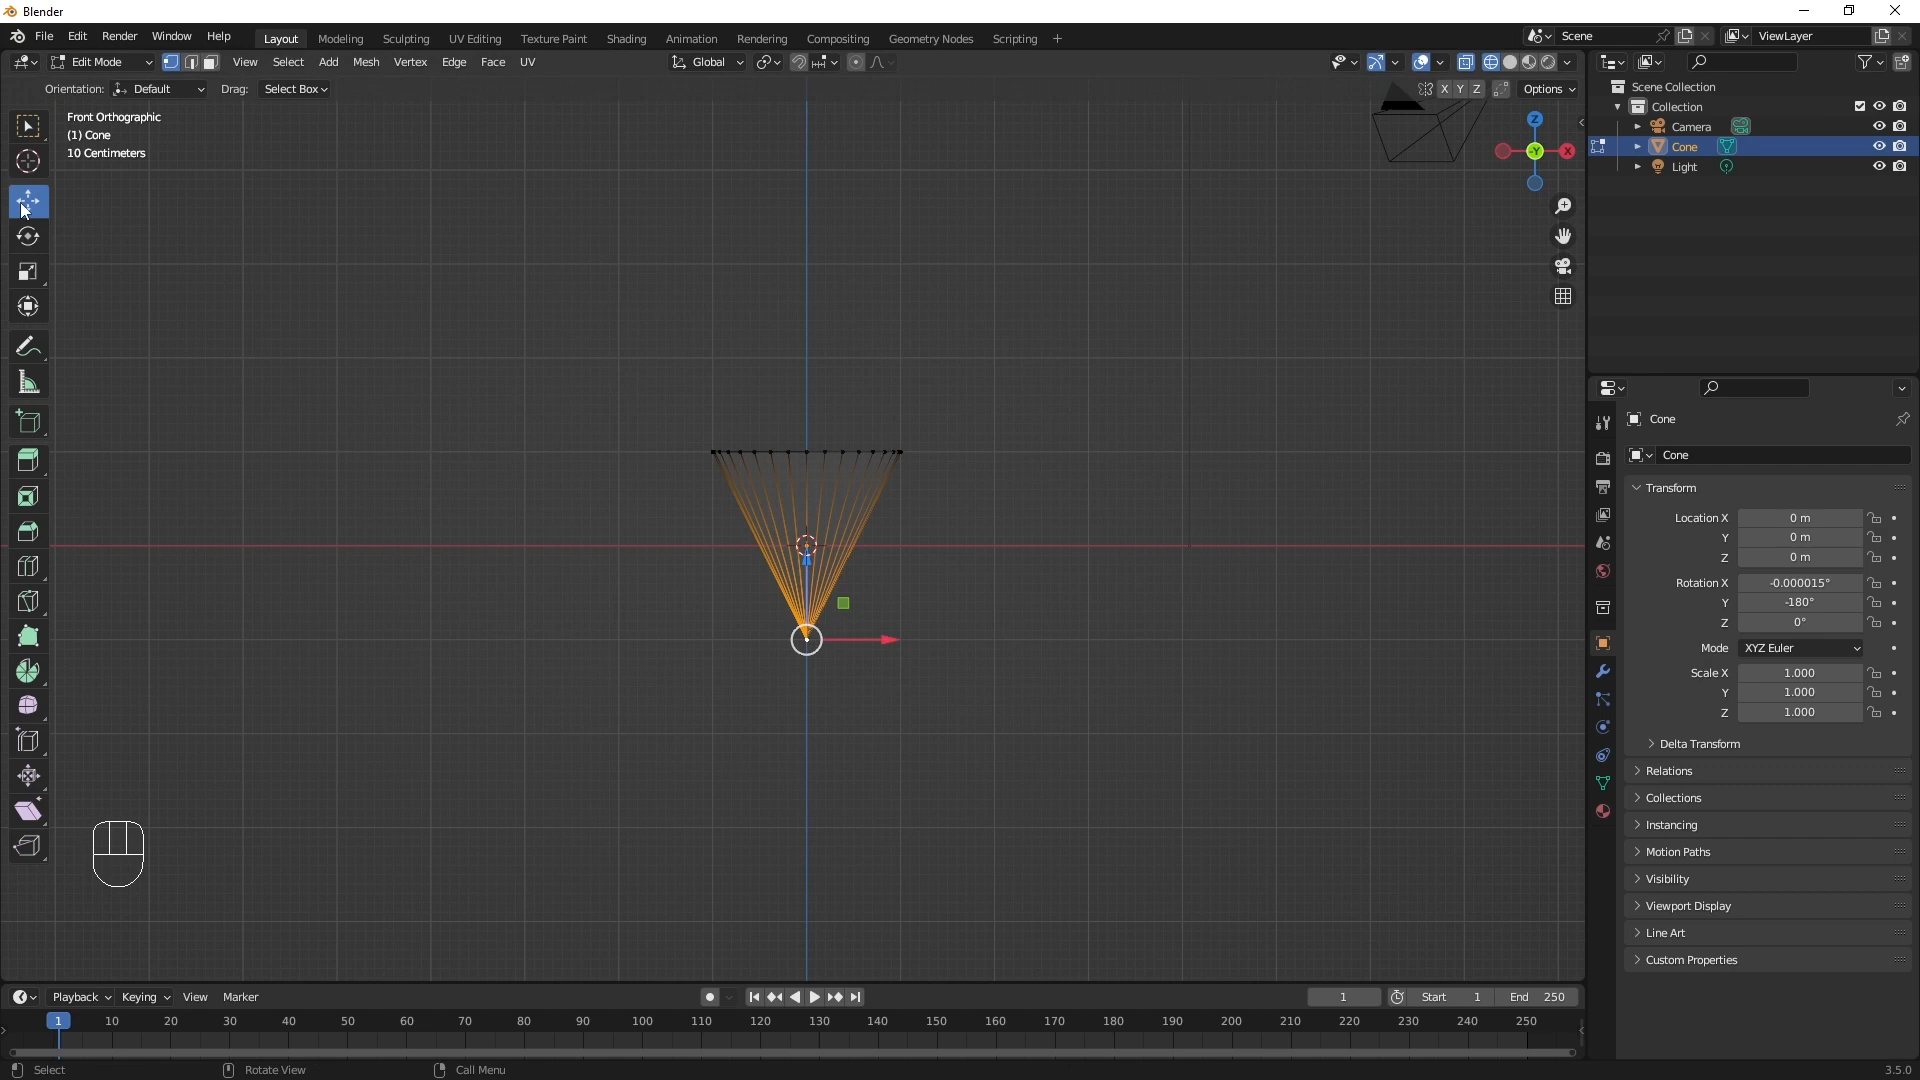 Blender
File Edit Render Window Help Layout Modeling Sculpting UV Editing Texture Paint Shading Animation Rendering Compositing Geometry Nodes Scripting + Scene ViewLayer
Edit Mode View Select Add Mesh Vertex Edge Face UV Global
Orientation: Default Drag: Select Box X Y Z Options
Front Orthographic
(1) Cone
10 Centimeters
Z
-Y X
Scene Collection
Collection
Camera
Cone
Light
Cone
Cone
Transform
Location X 0 m
Y 0 m
Z 0 m
Rotation X -0.000015°
Y -180°
Z 0°
Mode XYZ Euler
Scale X 1.000
Y 1.000
Z 1.000
Delta Transform
Relations
Collections
Instancing
Motion Paths
Visibility
Viewport Display
Line Art
Custom Properties
Playback Keying View Marker 1 Start 1 End 250
1 10 20 30 40 50 60 70 80 90 100 110 120 130 140 150 160 170 180 190 200 210 220 230 240 250
Select Rotate View Call Menu 3.5.0